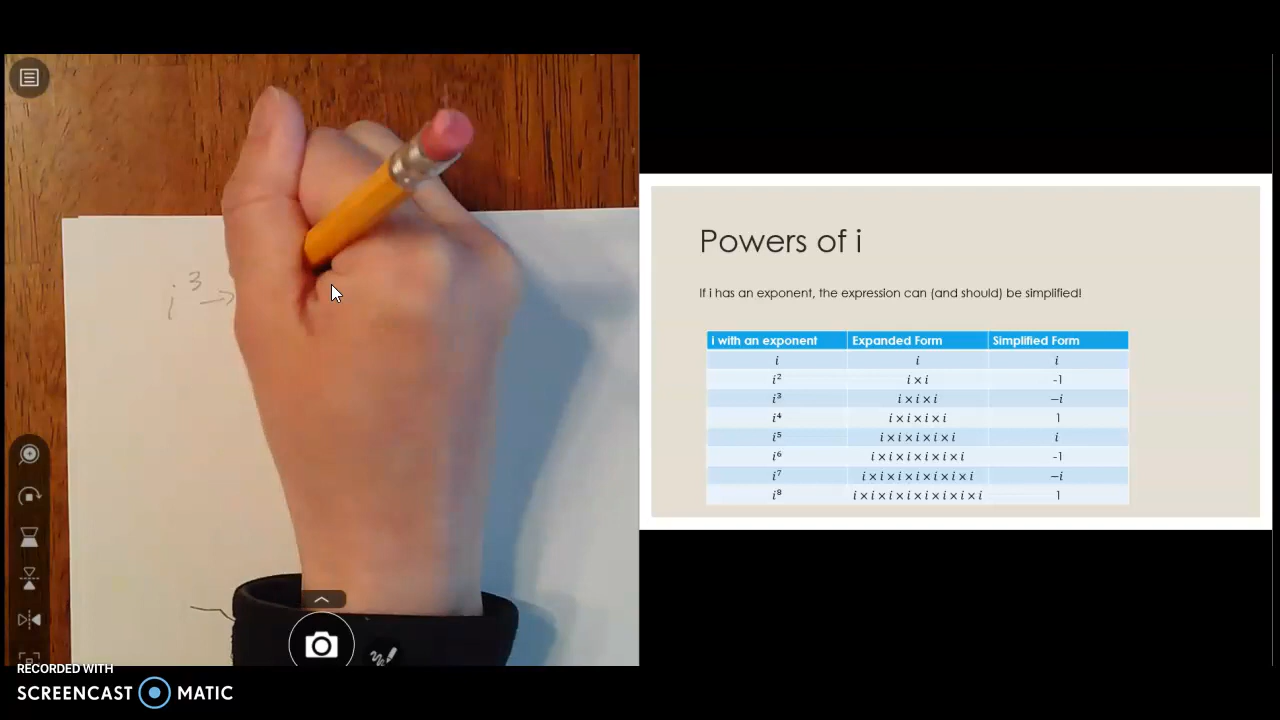 i³ →
Powers of i
If i has an exponent, the expression can (and should) be simplified!
i with an exponent Expanded Form Simplified Form
i i i
i² i × i -1
i³ i × i × i −i
i⁴ i × i × i × i 1
i⁵ i × i × i × i × i i
i⁶ i × i × i × i × i × i -1
i⁷ i × i × i × i × i × i × i −i
i⁸ i × i × i × i × i × i × i × i 1
RECORDED WITH
SCREENCAST MATIC